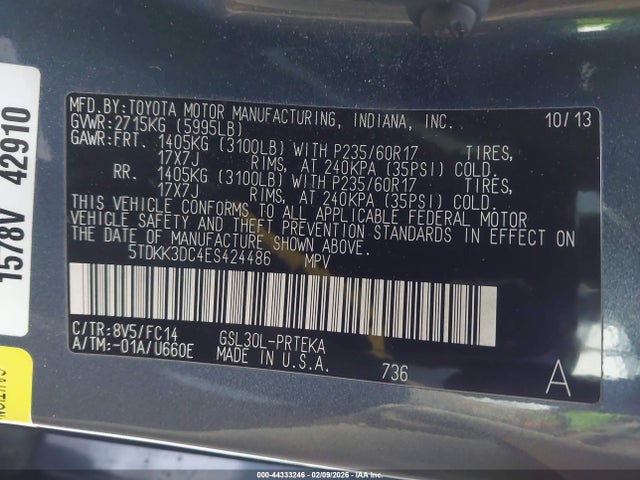 MFD.BY:TOYOTA MOTOR MANUFACTURING, INDIANA, INC. 10/13
GVWR:2715KG (5995LB)
GAWR:FRT. 1405KG (3100LB) WITH P235/60R17 TIRES,
17X7J RIMS, AT 240KPA (35PSI) COLD.
RR. 1405KG (3100LB) WITH P235/60R17 TIRES,
17X7J RIMS, AT 240KPA (35PSI) COLD.
THIS VEHICLE CONFORMS TO ALL APPLICABLE FEDERAL MOTOR
VEHICLE SAFETY AND THEFT PREVENTION STANDARDS IN EFFECT ON
THE DATE OF MANUFACTURE SHOWN ABOVE.
5TDKK3DC4ES424486 MPV
C/TR:8V5/FC14 GSL30L-PRTEKA
A/TM:-01A/U660E MADE IN U.S.A. 736 A
1578V 42910
000-44333246 - 02/09/2026 - IAA Holdings, LLC